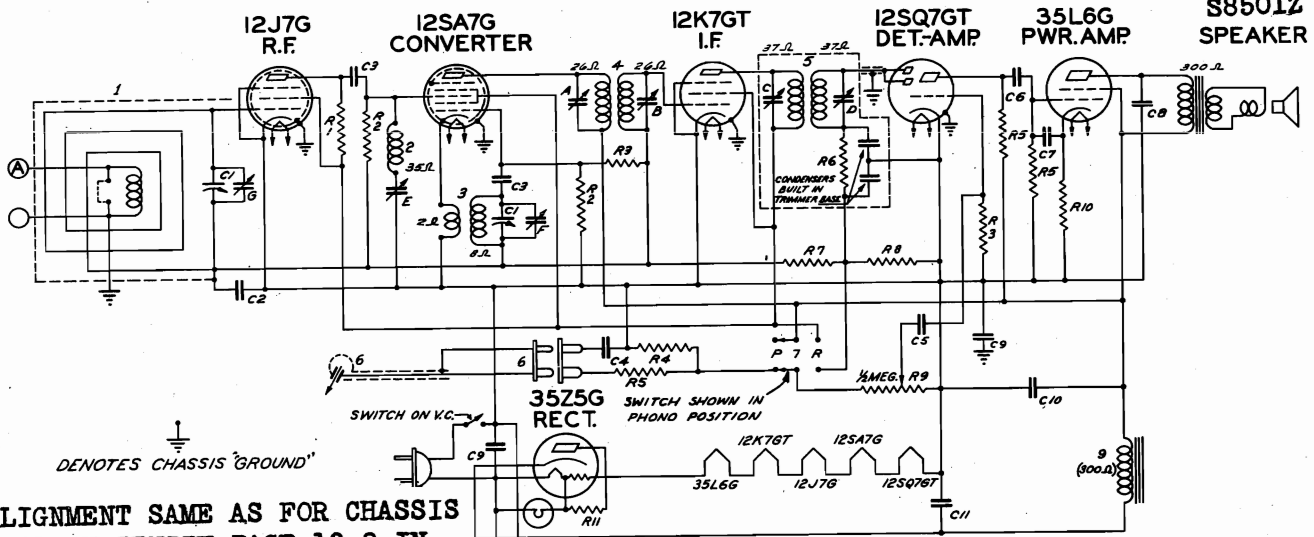 12J7G
R.F.
12SA7G
CONVERTER
12K7GT
I.F.
12SQ7GT
DET.-AMP.
35L6G
PWR.AMP.
S8501Z
SPEAKER
1
A
C1
G
C2
R1
C3
R2
2
35Ω
E
3
2Ω
8Ω
C3
C1
F
R2
26Ω
4
26Ω
A
B
R3
37Ω
37Ω
5
C
D
R6
CONDENSERS
BUILT IN
TRIMMER BASE
R7
R8
R3
C9
C6
R5
C7
R5
R10
C8
300Ω
6
6
C4
R4
R5
P
7
R
SWITCH SHOWN IN
PHONO POSITION
½MEG.
R9
C5
C10
SWITCH ON V.C.
C9
35Z5G
RECT.
R11
35L6G
12K7GT
12J7G
12SA7G
12SQ7GT
C11
9
(300Ω)
DENOTES CHASSIS "GROUND"
LIGNMENT SAME AS FOR CHASSIS